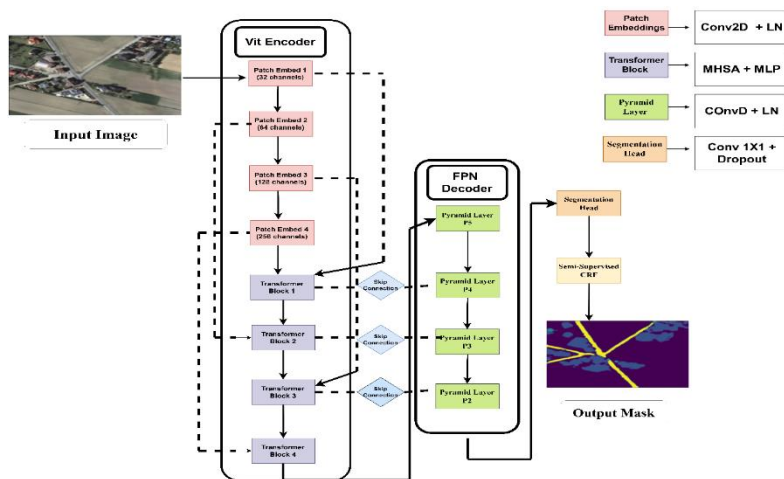 Vit Encoder
Patch Embed 1
(32 channels)
Patch Embed 2
(64 channels)
Patch Embed 3
(128 channels)
Patch Embed 4
(256 channels)
Transformer
Block 1
Transformer
Block 2
Transformer
Block 3
Transformer
Block 4
Input Image
Skip
Connection
Skip
Connection
Skip
Connection
FPN
Decoder
Pyramid Layer
P5
Pyramid Layer
P4
Pyramid Layer
P3
Pyramid Layer
P2
Segmentation
Head
Semi-Supervised
CRF
Output Mask
Patch
Embeddings
Conv2D + LN
Transformer
Block
MHSA + MLP
Pyramid
Layer
COnvD + LN
Segmentation
Head
Conv 1X1 +
Dropout